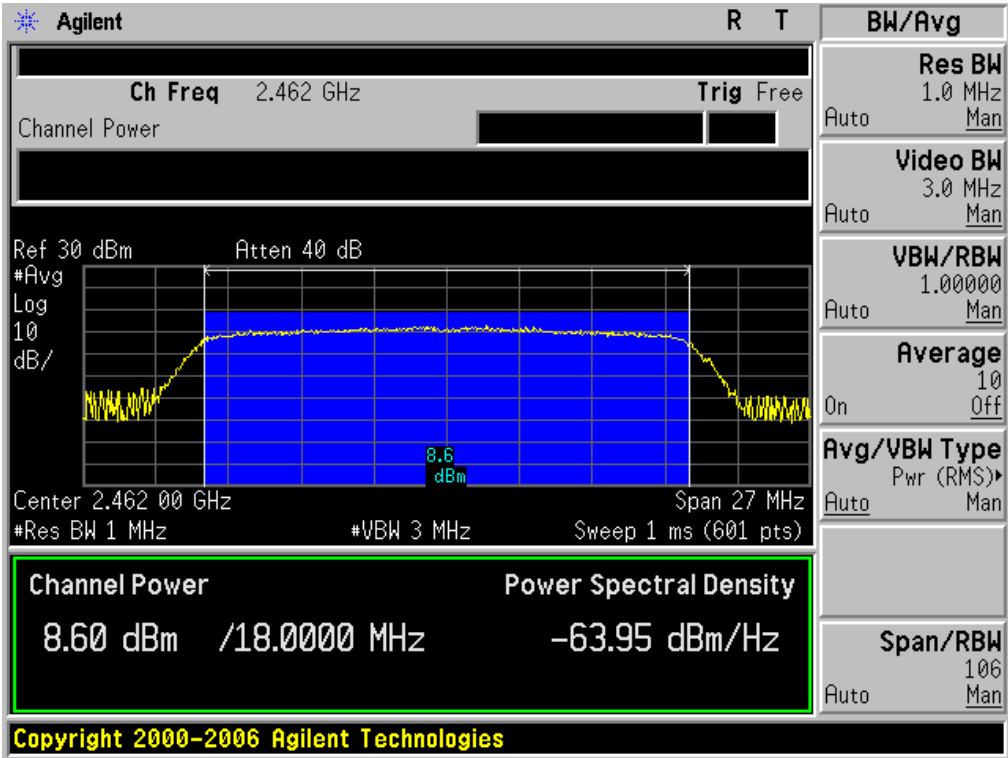 Agilent R T
Ch Freq 2.462 GHz Trig Free
Channel Power
Ref 30 dBm Atten 40 dB
#Avg
Log
10
dB/
8.6
dBm
Center 2.462 00 GHz Span 27 MHz
#Res BW 1 MHz #VBW 3 MHz Sweep 1 ms (601 pts)
Channel Power Power Spectral Density
8.60 dBm /18.0000 MHz -63.95 dBm/Hz
Copyright 2000-2006 Agilent Technologies
BW/Avg
Res BW
1.0 MHz
Auto Man
Video BW
3.0 MHz
Auto Man
VBW/RBW
1.00000
Auto Man
Average
10
On Off
Avg/VBW Type
Pwr (RMS)▸
Auto Man
Span/RBW
106
Auto Man